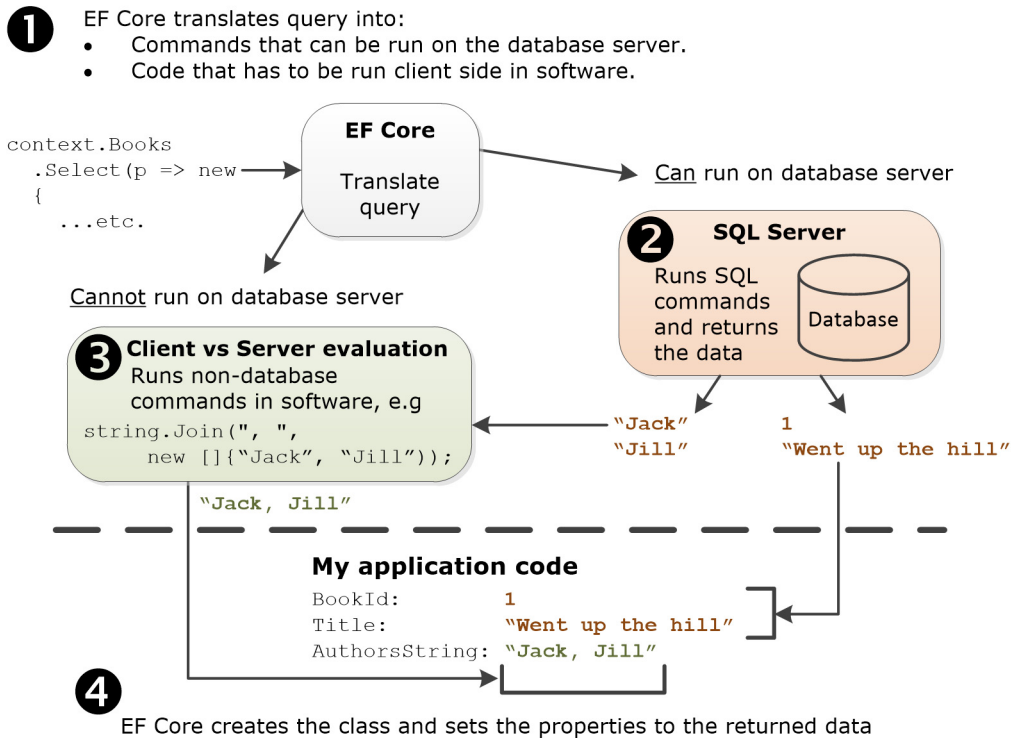 1
EF Core translates query into:
• Commands that can be run on the database server.
• Code that has to be run client side in software.
context.Books
.Select(p => new
{
...etc.
EF Core
Translate
query
Can run on database server
Cannot run on database server
2
SQL Server
Runs SQL
commands
and returns
the data
Database
3
Client vs Server evaluation
Runs non-database
commands in software, e.g
string.Join(", ",
new []{“Jack”, “Jill”));
“Jack”
“Jill”
1
“Went up the hill”
“Jack, Jill”
My application code
BookId: 1
Title: “Went up the hill”
AuthorsString: “Jack, Jill”
4
EF Core creates the class and sets the properties to the returned data